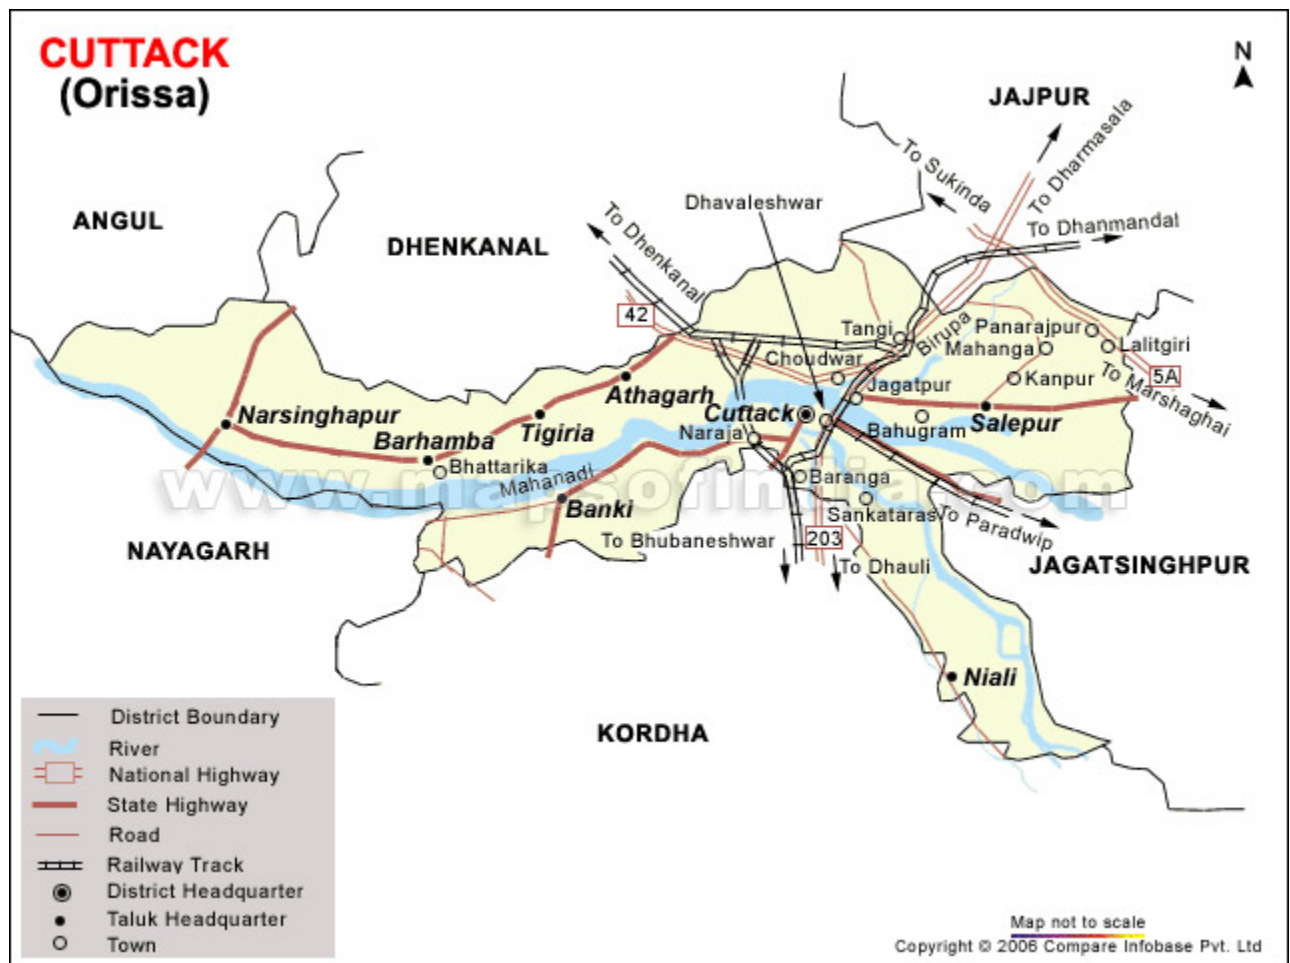 CUTTACK
(Orissa)
N
JAJPUR
To Dharmasala
To Sukinda
Dhavaleshwar
ANGUL
To Dhenkanal
To Dhanmandal
DHENKANAL
42
Tangi
Birupa
Panarajpur
Mahanga
Lalitgiri
Choudwar
5A
To Marshaghai
Jagatpur
Kanpur
Athagarh
Narsinghapur
Cuttack
Tigiria
Naraja
Bahugram
Salepur
Barhamba
Bhattarika
Mahanadi
Baranga
www.mapsofindia.com
Banki
Sankataras
To Paradwip
NAYAGARH
To Bhubaneshwar
203
To Dhauli
JAGATSINGHPUR
Niali
KORDHA
District Boundary
River
National Highway
State Highway
Road
Railway Track
District Headquarter
Taluk Headquarter
Town
Map not to scale
Copyright © 2006 Compare Infobase Pvt. Ltd